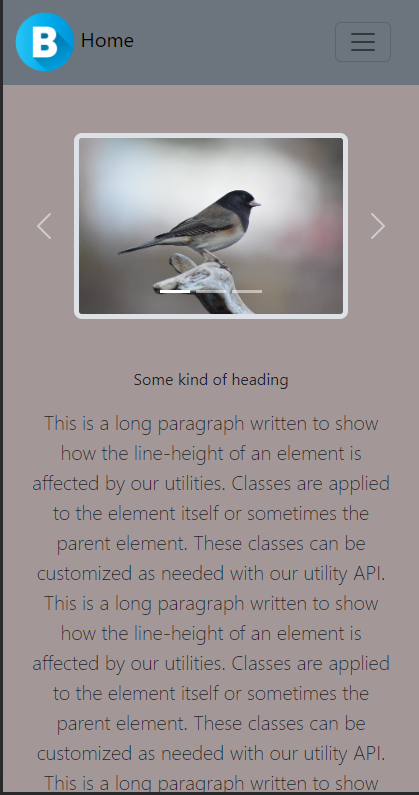 B Home
Some kind of heading
This is a long paragraph written to show
how the line-height of an element is
affected by our utilities. Classes are applied
to the element itself or sometimes the
parent element. These classes can be
customized as needed with our utility API.
This is a long paragraph written to show
how the line-height of an element is
affected by our utilities. Classes are applied
to the element itself or sometimes the
parent element. These classes can be
customized as needed with our utility API.
This is a long paragraph written to show